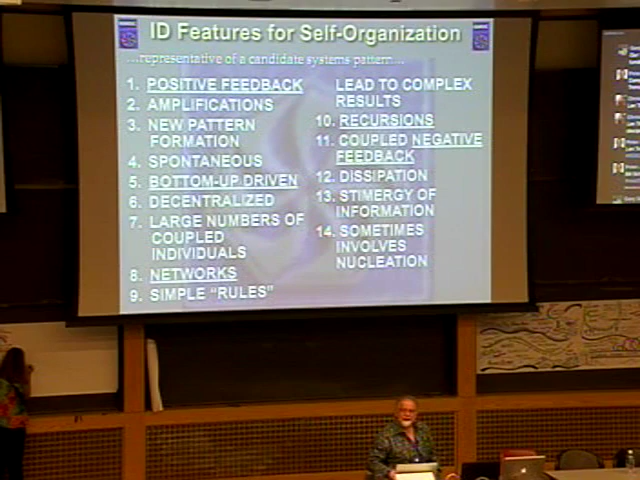 ID Features for Self-Organization
...representative of a candidate systems pattern...
1. POSITIVE FEEDBACK
2. AMPLIFICATIONS
3. NEW PATTERN
FORMATION
4. SPONTANEOUS
5. BOTTOM-UP DRIVEN
6. DECENTRALIZED
7. LARGE NUMBERS OF
COUPLED
INDIVIDUALS
8. NETWORKS
9. SIMPLE "RULES"
LEAD TO COMPLEX
RESULTS
10. RECURSIONS
11. COUPLED NEGATIVE
FEEDBACK
12. DISSIPATION
13. STIMERGY OF
INFORMATION
14. SOMETIMES
INVOLVES
NUCLEATION